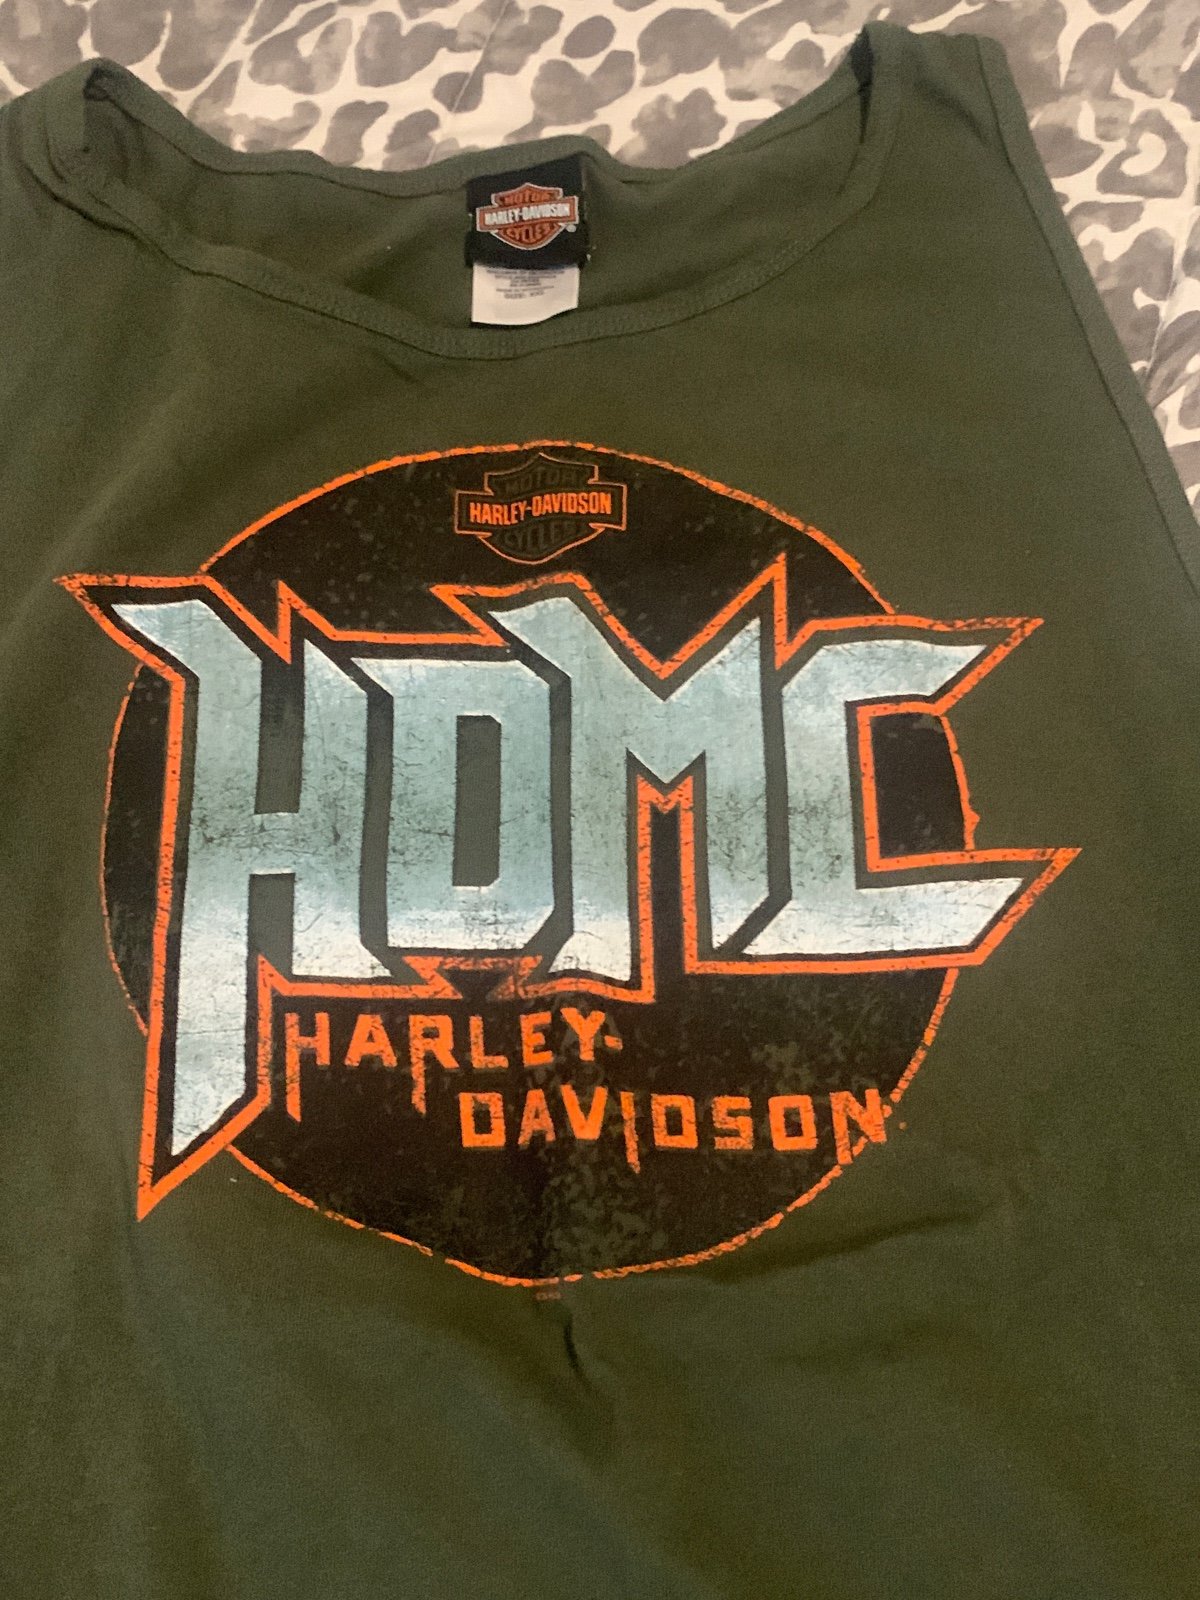 MOTOR
HARLEY-DAVIDSON
CYCLES
MOTOR
HARLEY-DAVIDSON
CYCLES
HDMC
HARLEY-
DAVIDSON